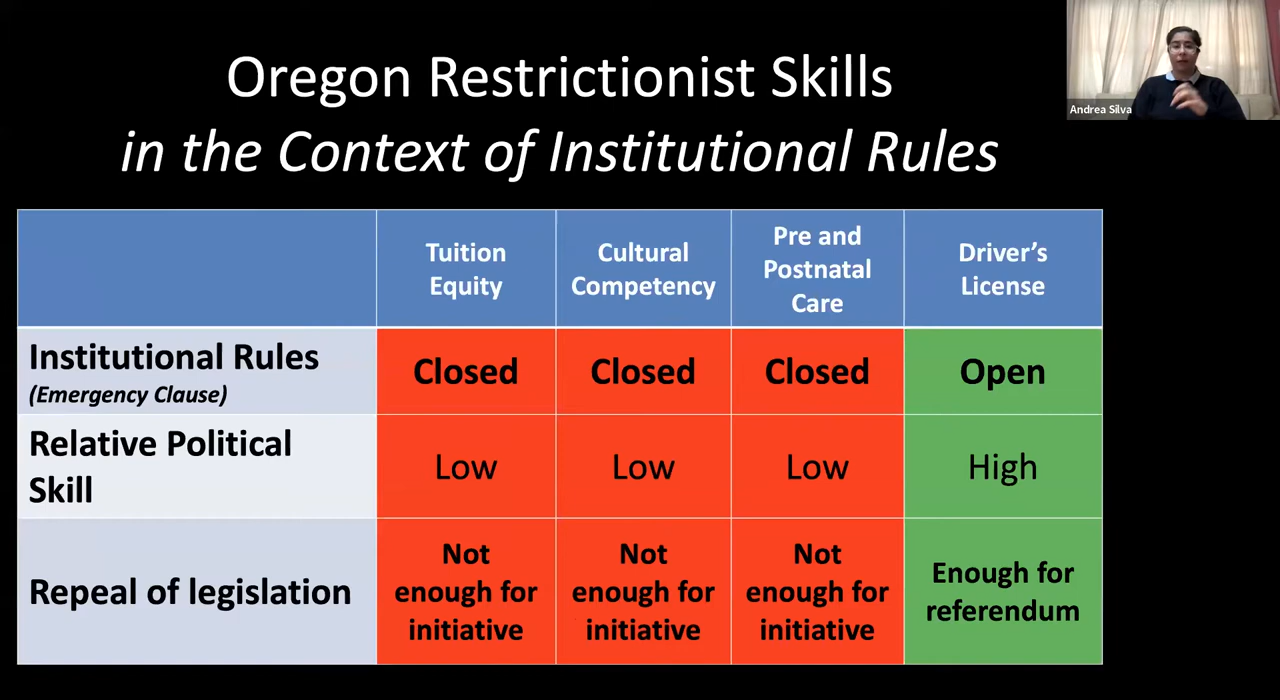 Oregon Restrictionist Skills
in the Context of Institutional Rules
Andrea Silva
Tuition
Equity
Cultural
Competency
Pre and
Postnatal
Care
Driver’s
License
Institutional Rules
(Emergency Clause)
Closed
Closed
Closed
Open
Relative Political
Skill
Low
Low
Low
High
Repeal of legislation
Not
enough for
initiative
Not
enough for
initiative
Not
enough for
initiative
Enough for
referendum